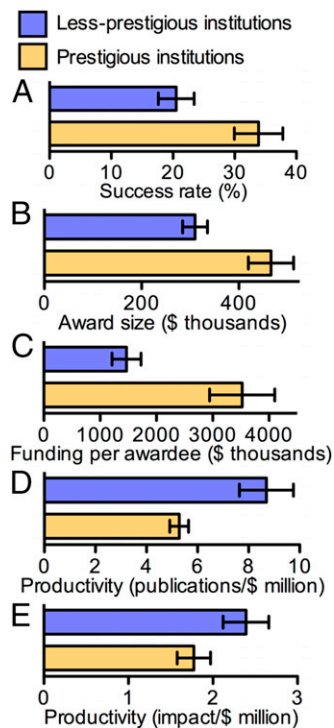 Less-prestigious institutions
Prestigious institutions
A
0 10 20 30 40
Success rate (%)
B
0 200 400
Award size ($ thousands)
C
0 1000 2000 3000 4000
Funding per awardee ($ thousands)
D
0 2 4 6 8 10
Productivity (publications/$ million)
E
0 1 2 3
Productivity (impact/$ million)